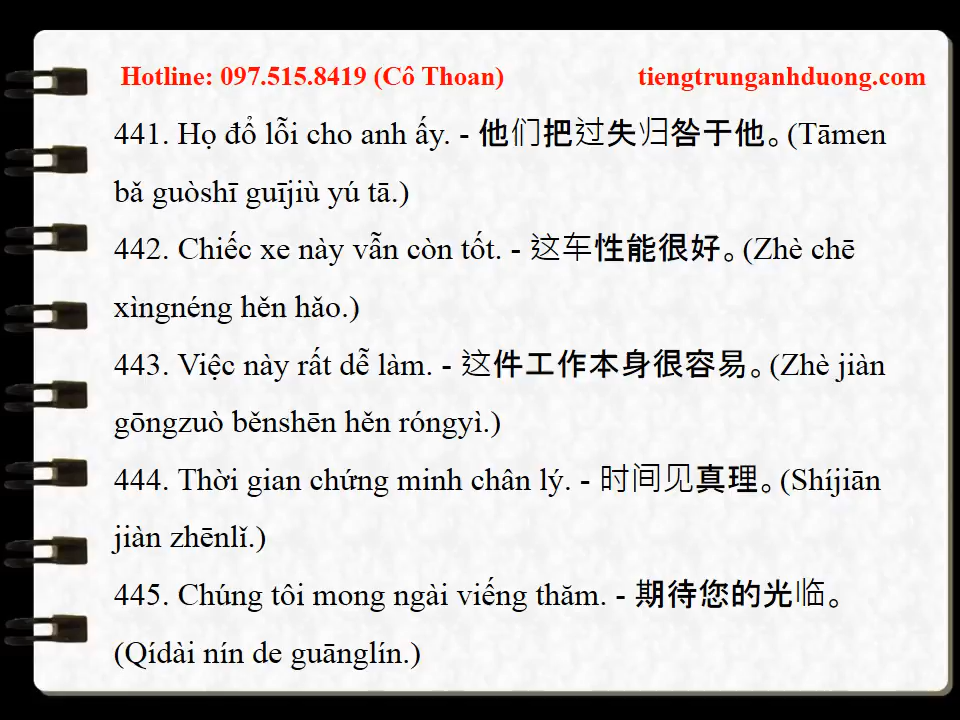 Hotline: 097.515.8419 (Cô Thoan) tiengtrunganhduong.com
441. Họ đổ lỗi cho anh ấy. - 他们把过失归咎于他。(Tāmen
bǎ guòshī guījiù yú tā.)
442. Chiếc xe này vẫn còn tốt. - 这车性能很好。(Zhè chē
xìngnéng hěn hǎo.)
443. Việc này rất dễ làm. - 这件工作本身很容易。(Zhè jiàn
gōngzuò běnshēn hěn róngyì.)
444. Thời gian chứng minh chân lý. - 时间见真理。(Shíjiān
jiàn zhēnlǐ.)
445. Chúng tôi mong ngài viếng thăm. - 期待您的光临。
(Qídài nín de guānglín.)